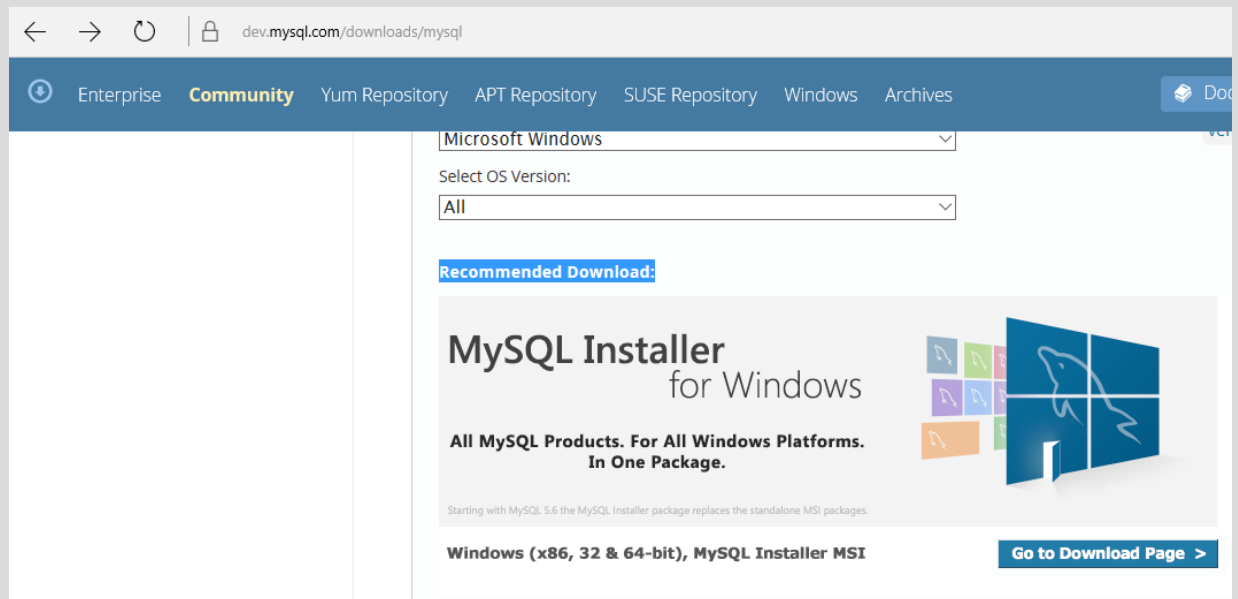 dev.mysql.com/downloads/mysql
Enterprise Community Yum Repository APT Repository SUSE Repository Windows Archives
Microsoft Windows
Select OS Version:
All
Recommended Download:
MySQL Installer
for Windows
All MySQL Products. For All Windows Platforms.
In One Package.
Starting with MySQL 5.6 the MySQL Installer package replaces the standalone MSI packages.
Windows (x86, 32 & 64-bit), MySQL Installer MSI
Go to Download Page >